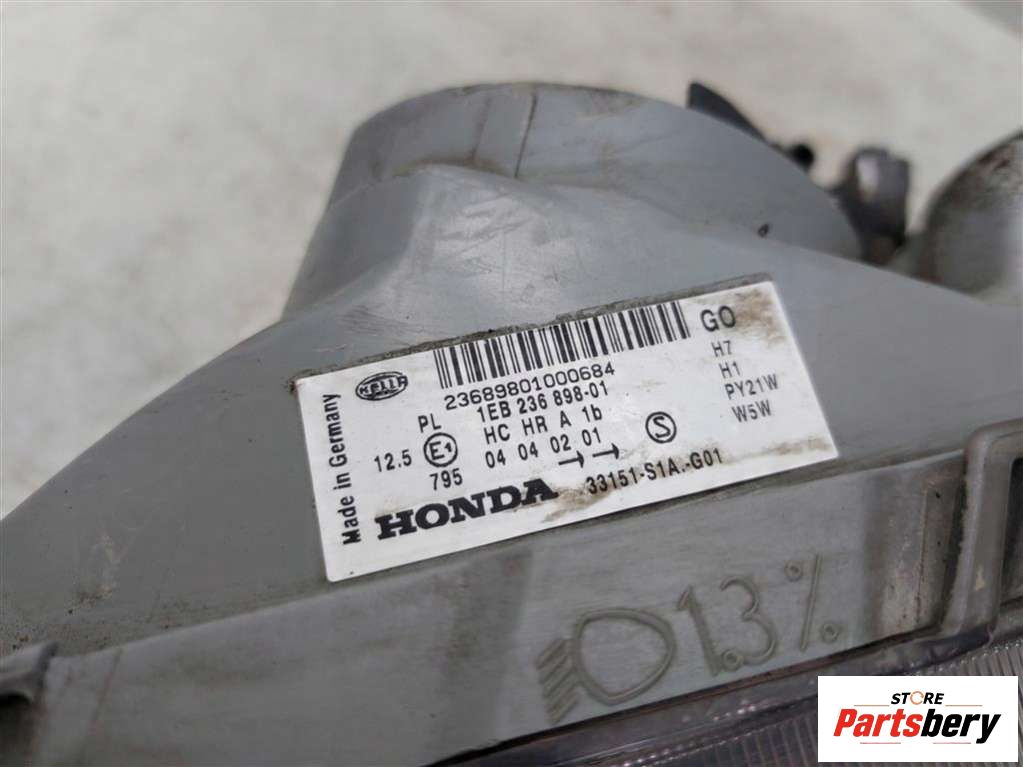 HELLA
23689801000684
GO
1EB 236 898-01
PL
HC HR A 1b
12.5 E1
04 04 02 01
795
S
H7
H1
PY21W
W5W
Made in Germany
HONDA
33151-S1A.-G01
1.3%
STORE
Partsbery